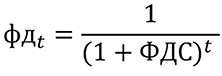 фд_t = 1 / (1 + ФДС)^t